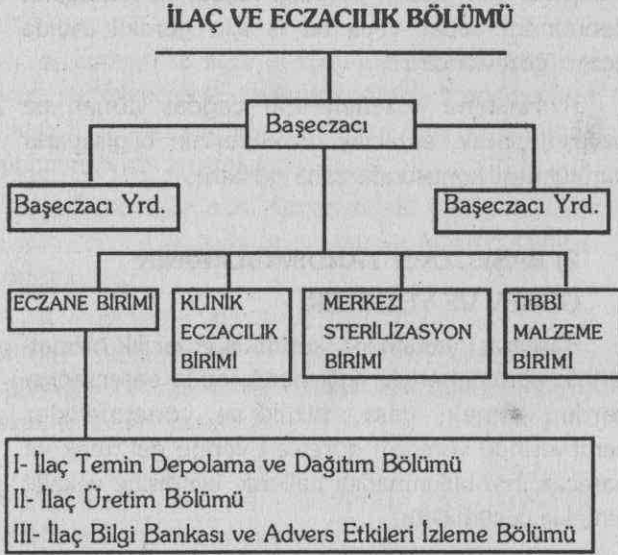 İLAÇ VE ECZACILIK BÖLÜMÜ
Başeczacı
Başeczacı Yrd.
Başeczacı Yrd.
ECZANE BİRİMİ
KLİNİK
ECZACILIK
BİRİMİ
MERKEZİ
STERİLİZASYON
BİRİMİ
TIBBİ
MALZEME
BİRİMİ
I- İlaç Temin Depolama ve Dağıtım Bölümü
II- İlaç Üretim Bölümü
III- İlaç Bilgi Bankası ve Advers Etkileri İzleme Bölümü